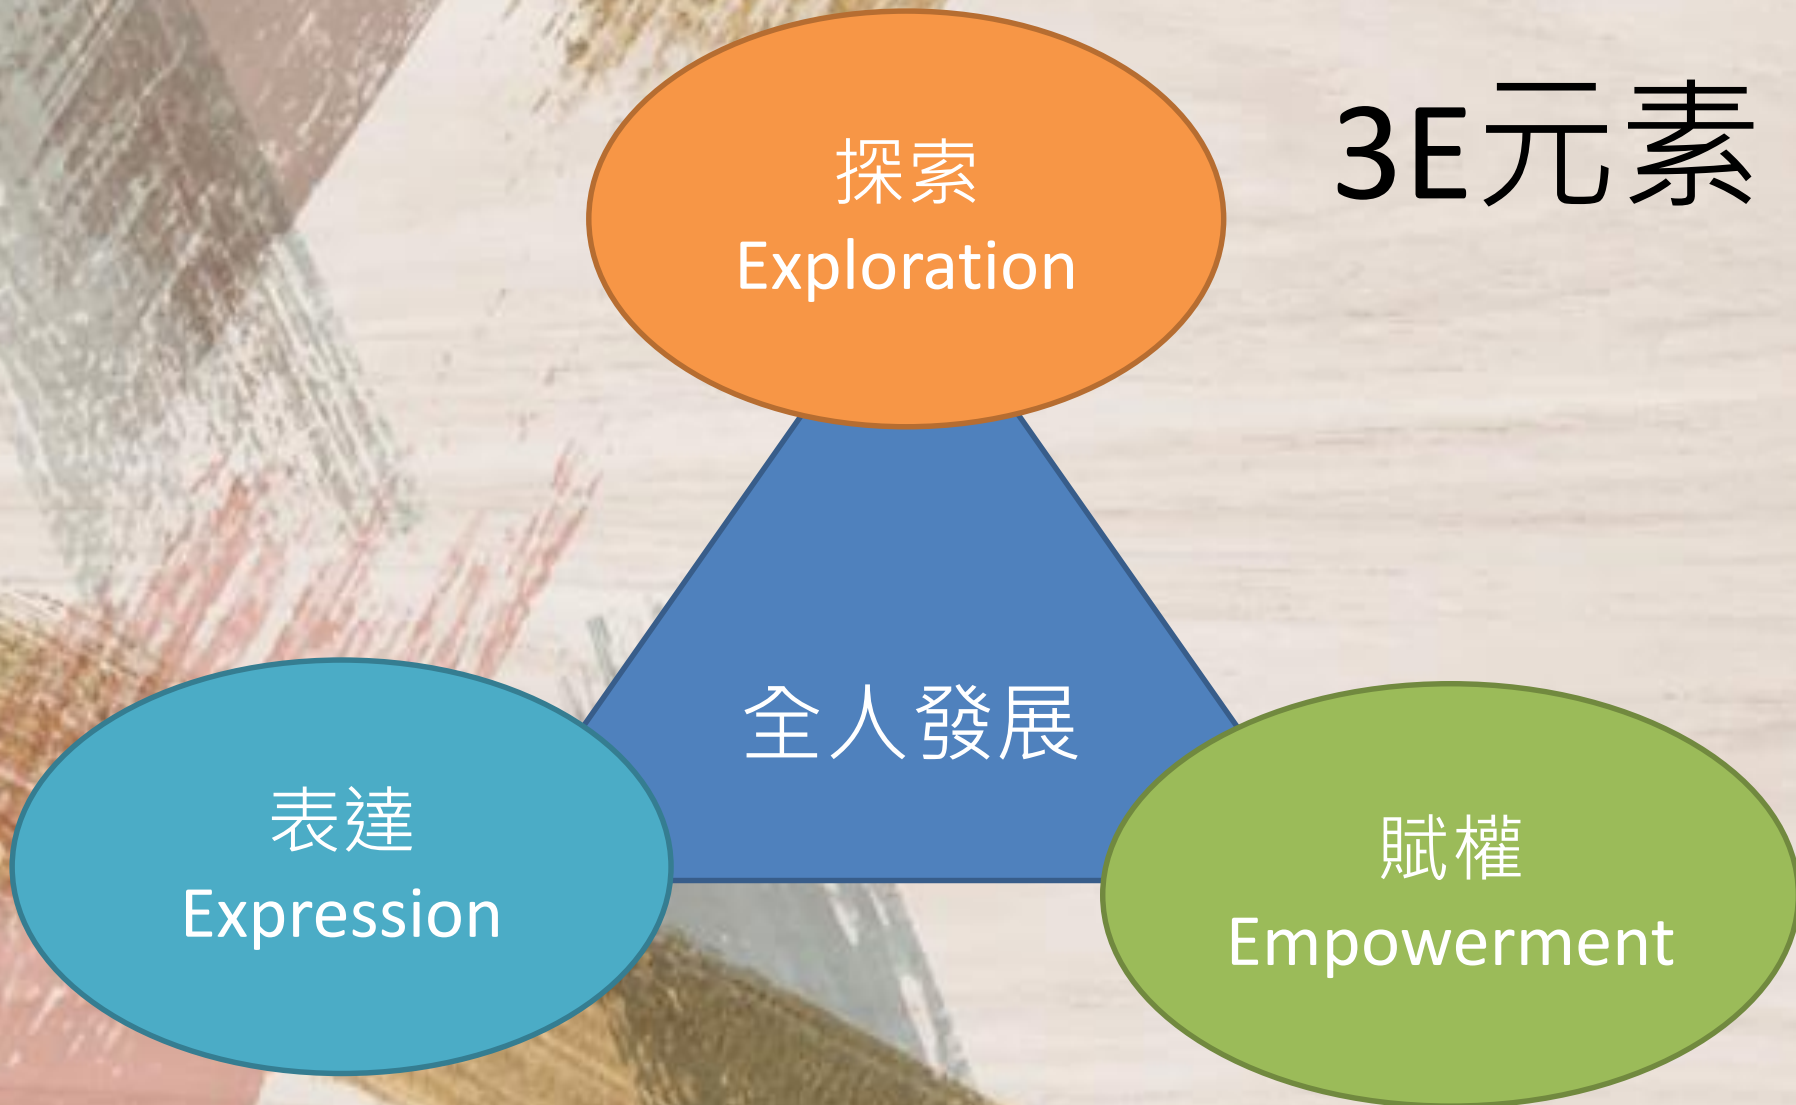 3E元素
探索
Exploration
全人發展
表達
Expression
賦權
Empowerment